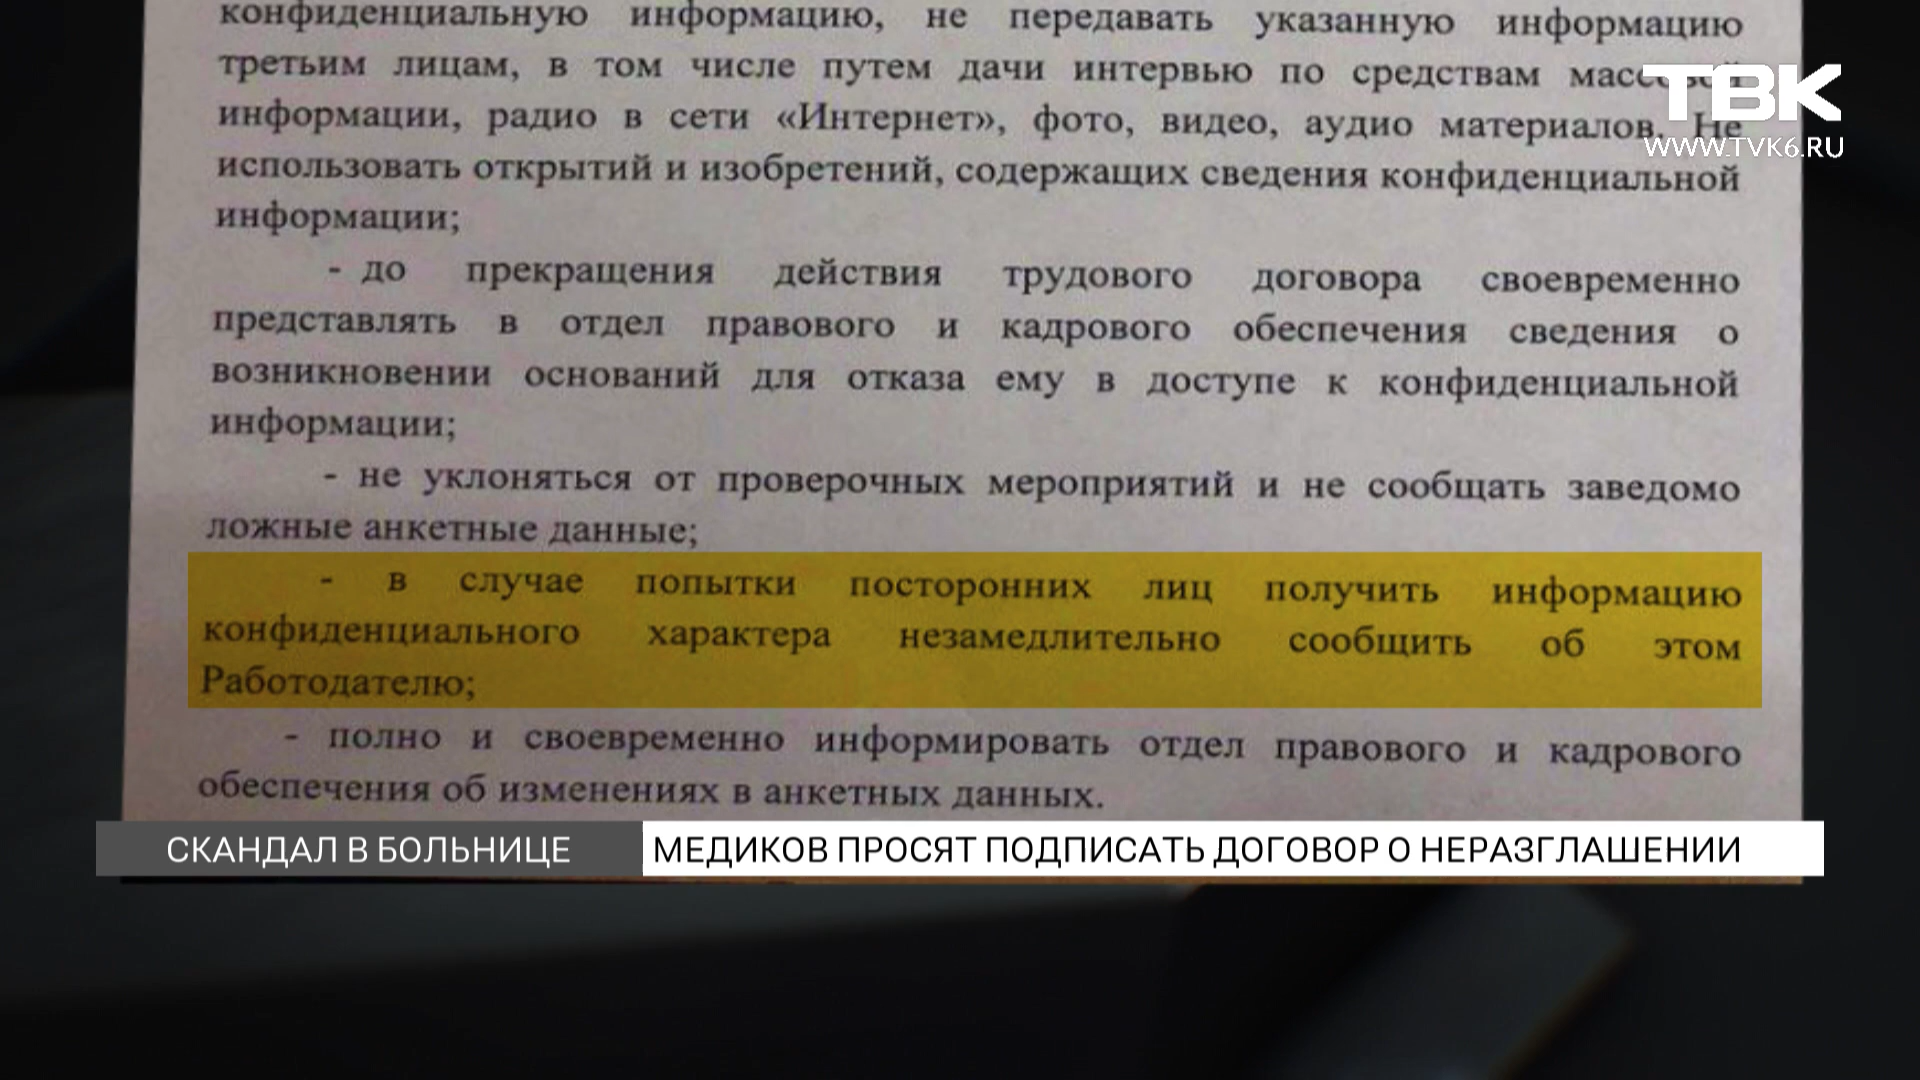 конфиденциальную информацию, не передавать указанную информацию
третьим лицам, в том числе путем дачи интервью по средствам массовой
информации, радио в сети «Интернет», фото, видео, аудио материалов. Не
использовать открытий и изобретений, содержащих сведения конфиденциальной
информации;
- до прекращения действия трудового договора своевременно
представлять в отдел правового и кадрового обеспечения сведения о
возникновении оснований для отказа ему в доступе к конфиденциальной
информации;
- не уклоняться от проверочных мероприятий и не сообщать заведомо
ложные анкетные данные;
- в случае попытки посторонних лиц получить информацию
конфиденциального характера незамедлительно сообщить об этом
Работодателю;
- полно и своевременно информировать отдел правового и кадрового
обеспечения об изменениях в анкетных данных.
ТВК
WWW.TVK6.RU
СКАНДАЛ В БОЛЬНИЦЕ МЕДИКОВ ПРОСЯТ ПОДПИСАТЬ ДОГОВОР О НЕРАЗГЛАШЕНИИ